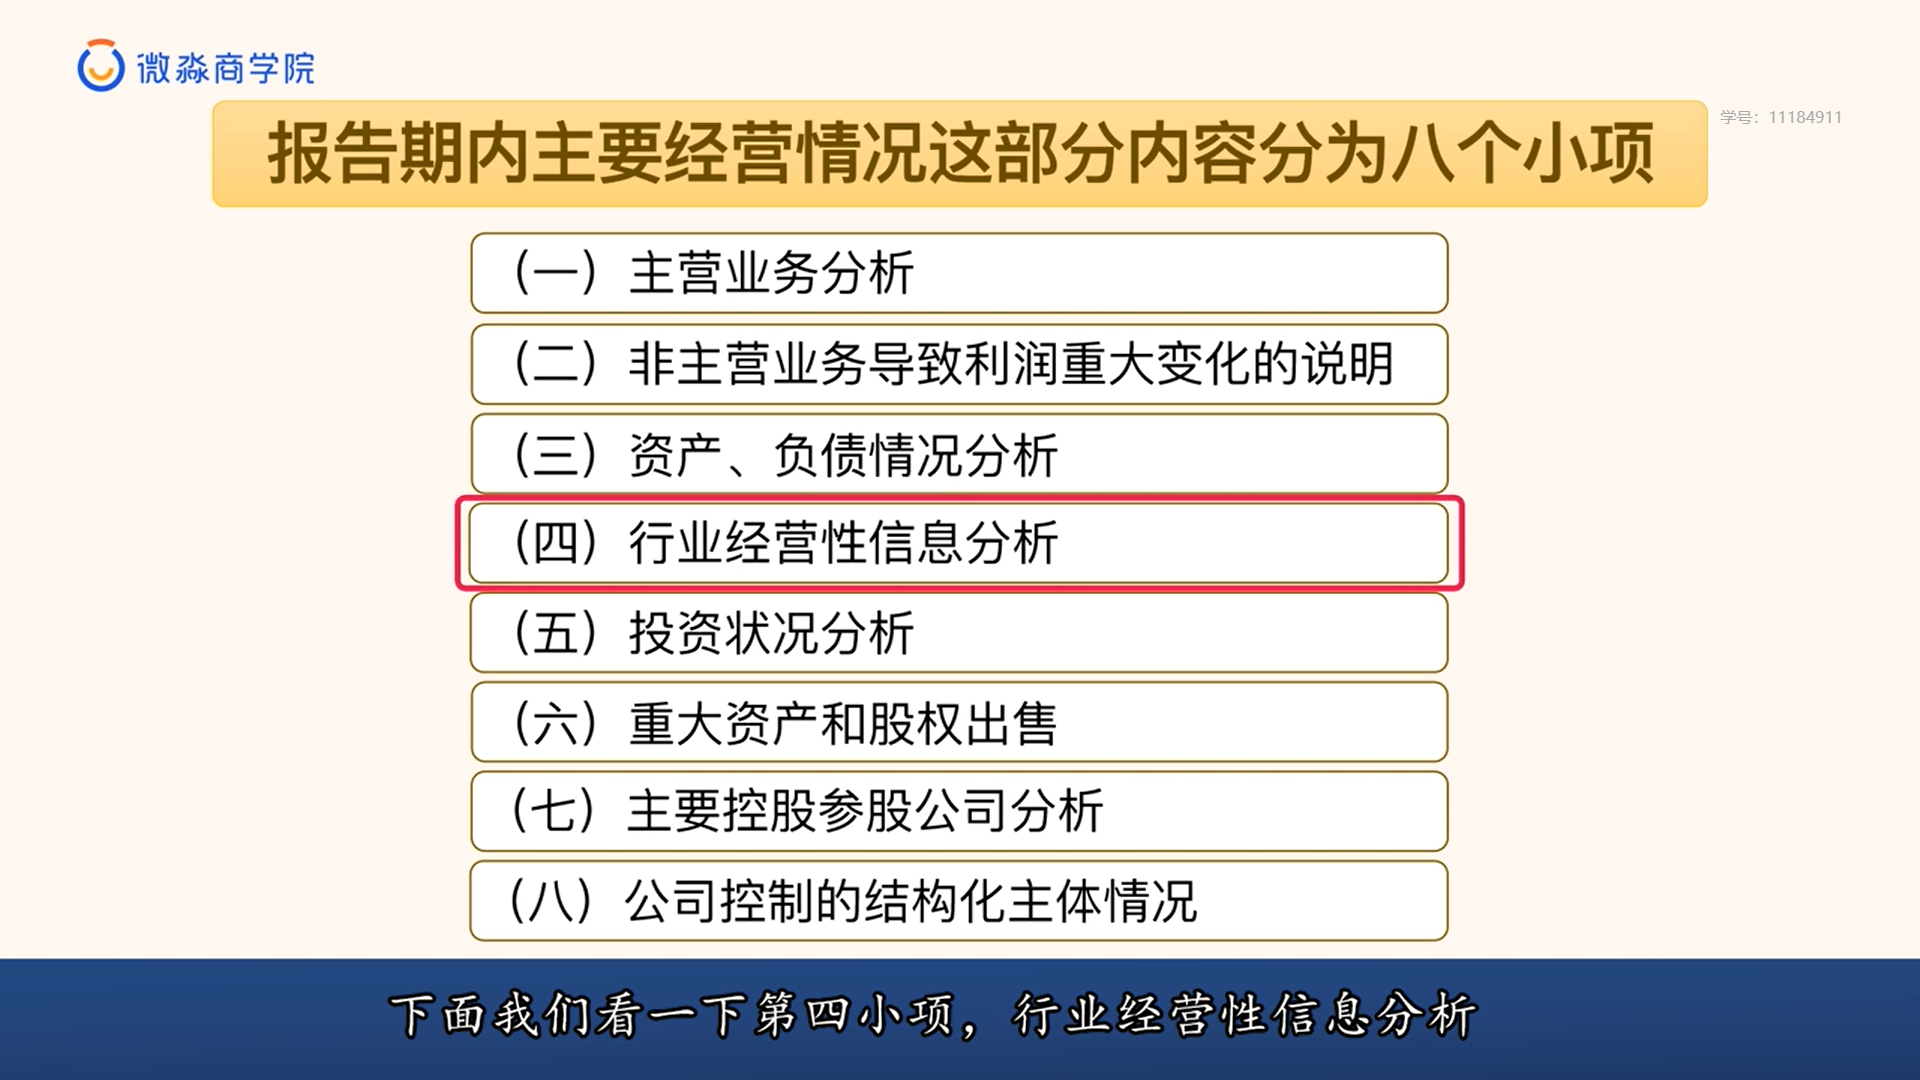 微淼商学院
学号：11184911
报告期内主要经营情况这部分内容分为八个小项
（一）主营业务分析
（二）非主营业务导致利润重大变化的说明
（三）资产、负债情况分析
（四）行业经营性信息分析
（五）投资状况分析
（六）重大资产和股权出售
（七）主要控股参股公司分析
（八）公司控制的结构化主体情况
下面我们看一下第四小项，行业经营性信息分析